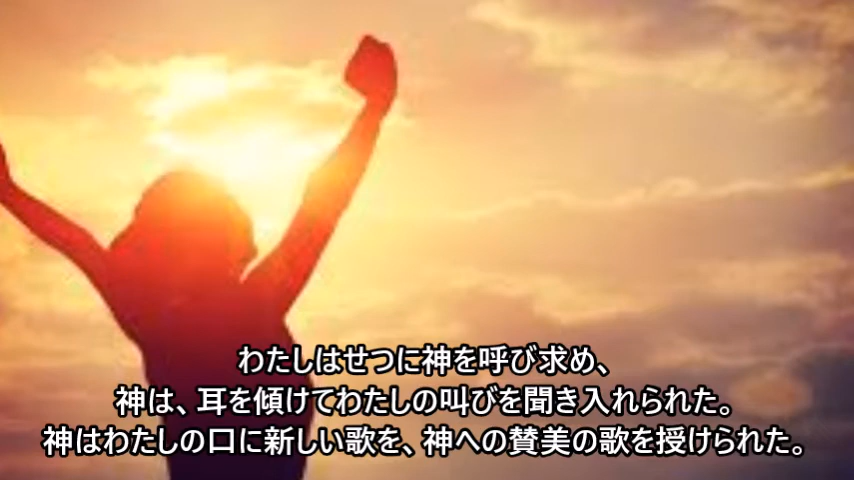 わたしはせつに神を呼び求め、
神は、耳を傾けてわたしの叫びを聞き入れられた。
神はわたしの口に新しい歌を、神への賛美の歌を授けられた。